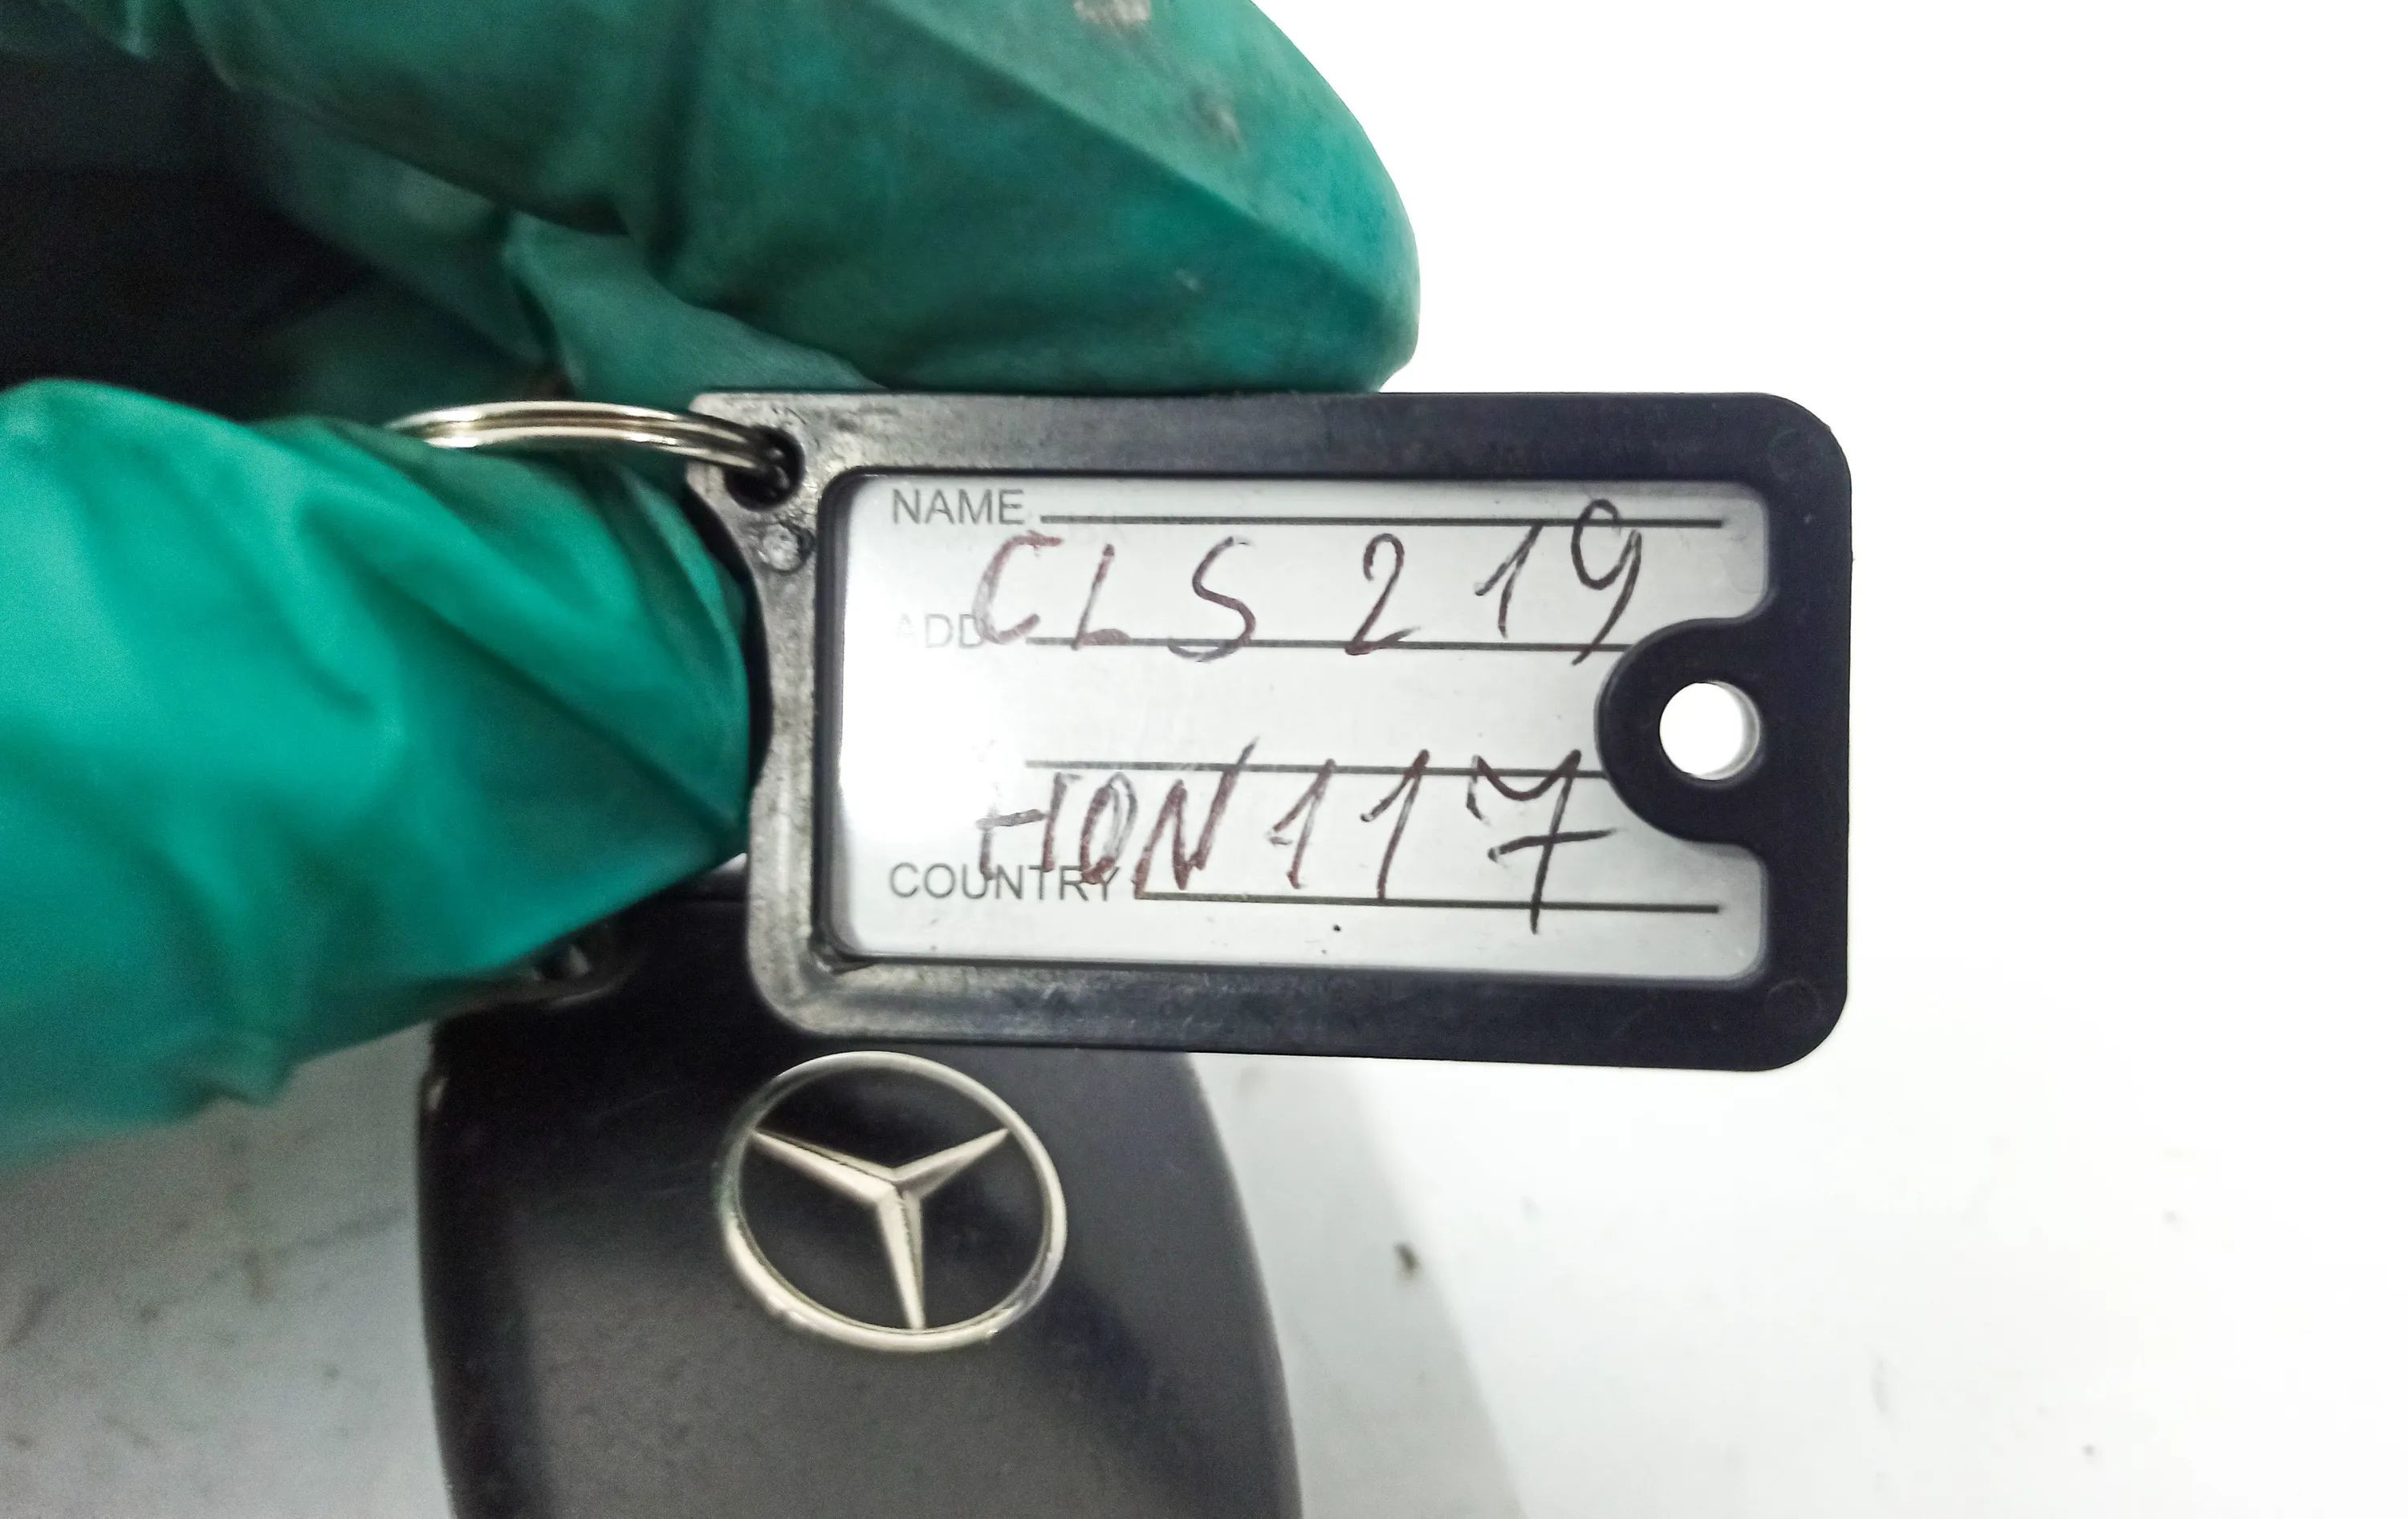 NAME
CLS 219
ADD
HON117
COUNTRY